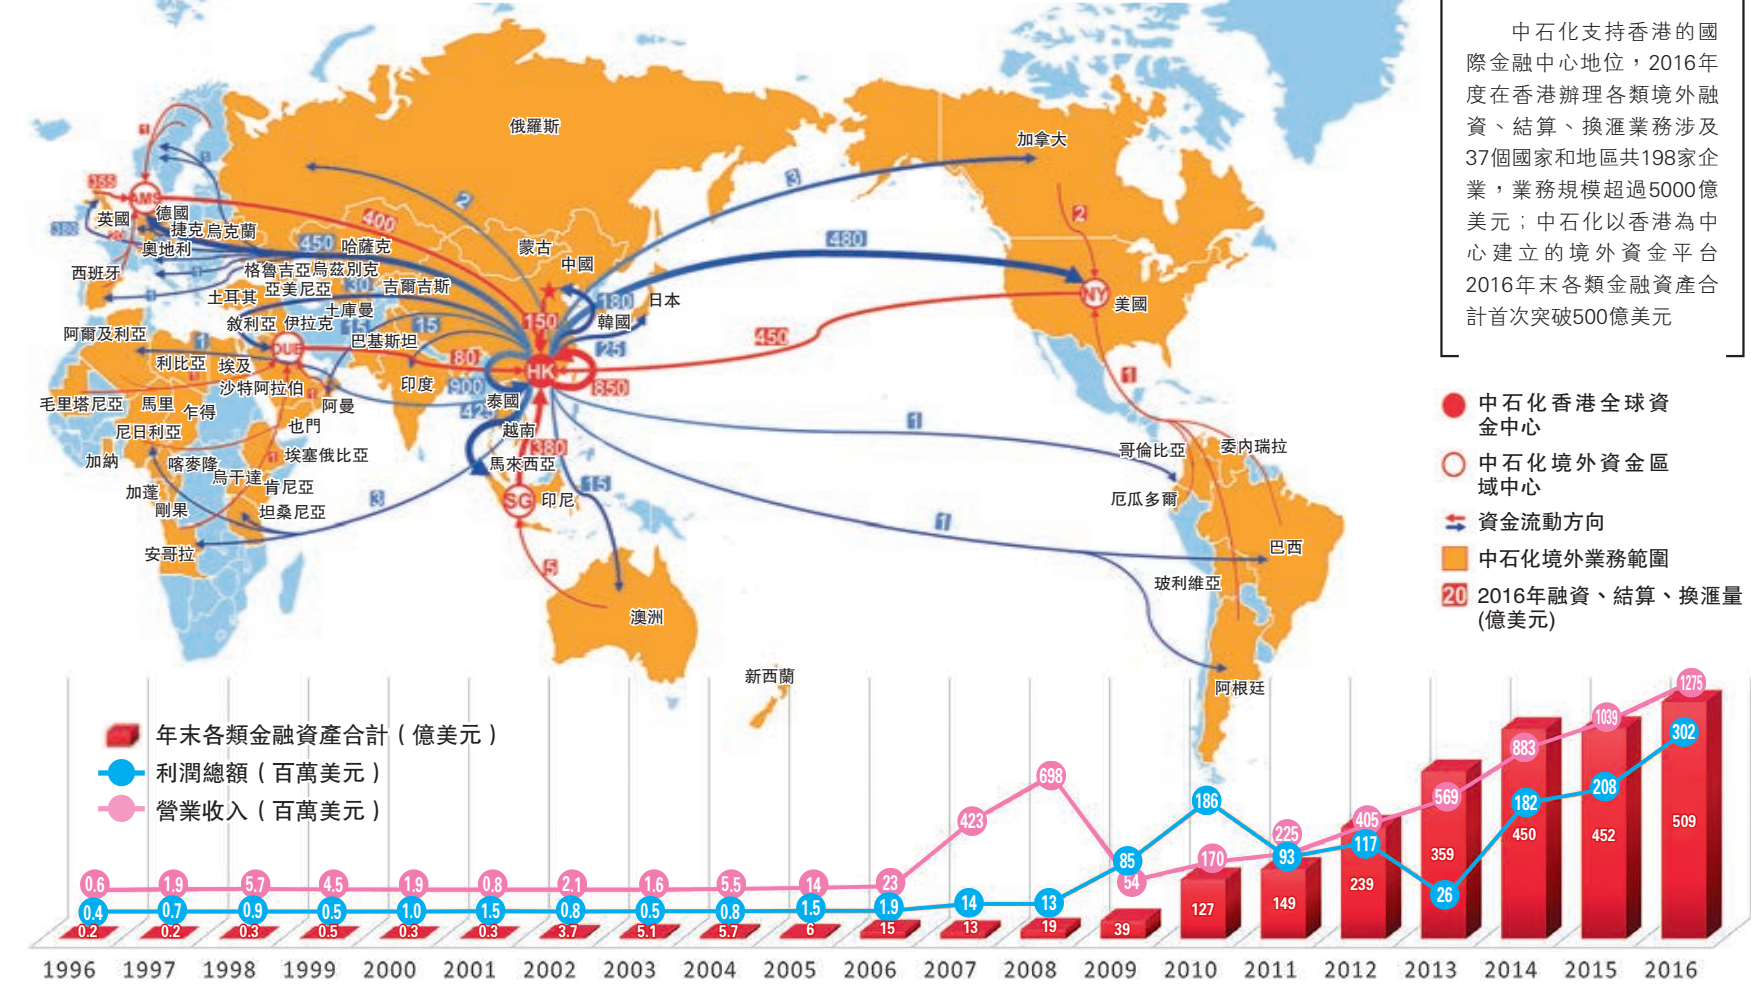 中石化支持香港的國
際金融中心地位，2016年
度在香港辦理各類境外融
資、結算、換滙業務涉及
37個國家和地區共198家企
業，業務規模超過5000億
美元；中石化以香港為中
心建立的境外資金平台
2016年末各類金融資產合
計首次突破500億美元
中石化香港全球資
金中心
中石化境外資金區
域中心
資金流動方向
中石化境外業務範圍
20 2016年融資、結算、換滙量
(億美元)
俄羅斯
加拿大
1
3
3
2
355
AMS
400
2
英國
德國
捷克
烏克蘭
380
奧地利
450
哈薩克
蒙古
480
中國
西班牙
格魯吉亞
烏茲別克
亞美尼亞
30
吉爾吉斯
土耳其
土庫曼
180
日本
NY
美國
敘利亞
伊拉克
15
15
150
韓國
阿爾及利亞
1
巴基斯坦
450
DUB
80
25
利比亞
埃及
HK
沙特阿拉伯
印度
900
850
1
毛里塔尼亞
馬里
乍得
阿曼
泰國
425
尼日利亞
也門
越南
1
380
哥倫比亞
委內瑞拉
加納
喀麥隆
埃塞俄比亞
馬來西亞
烏干達
肯尼亞
加蓬
3
15
SG
印尼
厄瓜多爾
剛果
坦桑尼亞
1
安哥拉
巴西
5
玻利維亞
澳洲
新西蘭
阿根廷
年末各類金融資產合計（億美元）
利潤總額（百萬美元）
營業收入（百萬美元）
0.6 1.9 5.7 4.5 1.9 0.8 2.1 1.6 5.5 14 23 423 698 54 170 225 405 569 883 1039 1275
0.4 0.7 0.9 0.5 1.0 1.5 0.8 0.5 0.8 1.5 1.9 14 13 85 186 93 117 26 182 208 302
0.2 0.2 0.3 0.5 0.3 0.3 3.7 5.1 5.7 6 15 13 19 39 127 149 239 359 450 452 509
1996 1997 1998 1999 2000 2001 2002 2003 2004 2005 2006 2007 2008 2009 2010 2011 2012 2013 2014 2015 2016